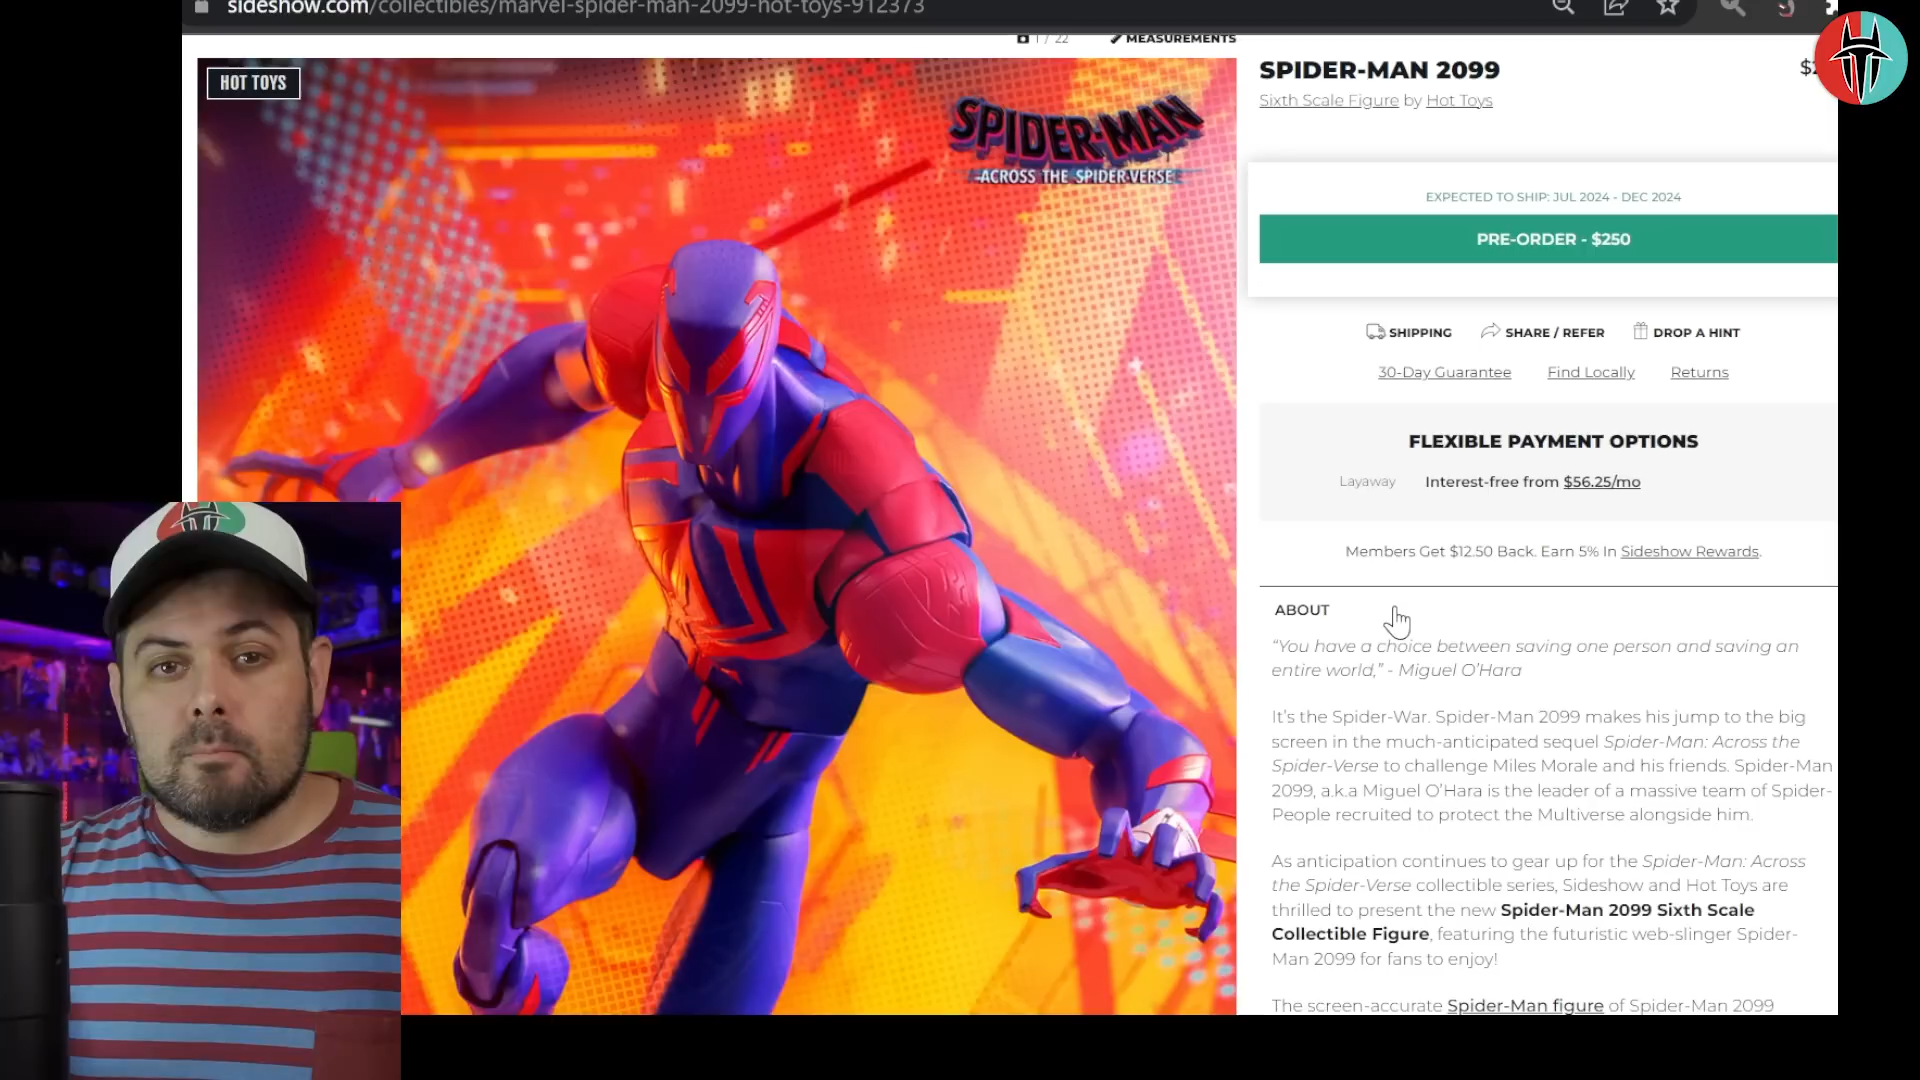 sideshow.com/collectibles/marvel-spider-man-2099-hot-toys-912373
1 / 22
MEASUREMENTS
HOT TOYS
SPIDER-MAN
ACROSS THE SPIDER-VERSE
SPIDER-MAN 2099
Sixth Scale Figure by Hot Toys
EXPECTED TO SHIP: JUL 2024 - DEC 2024
PRE-ORDER - $250
SHIPPING SHARE / REFER DROP A HINT
30-Day Guarantee Find Locally Returns
FLEXIBLE PAYMENT OPTIONS
Layaway Interest-free from $56.25/mo
Members Get $12.50 Back. Earn 5% In Sideshow Rewards.
ABOUT
“You have a choice between saving one person and saving an
entire world,” - Miguel O’Hara
It’s the Spider-War. Spider-Man 2099 makes his jump to the big
screen in the much-anticipated sequel Spider-Man: Across the
Spider-Verse to challenge Miles Morale and his friends. Spider-Man
2099, a.k.a Miguel O’Hara is the leader of a massive team of Spider-
People recruited to protect the Multiverse alongside him.
As anticipation continues to gear up for the Spider-Man: Across
the Spider-Verse collectible series, Sideshow and Hot Toys are
thrilled to present the new Spider-Man 2099 Sixth Scale
Collectible Figure, featuring the futuristic web-slinger Spider-
Man 2099 for fans to enjoy!
The screen-accurate Spider-Man figure of Spider-Man 2099